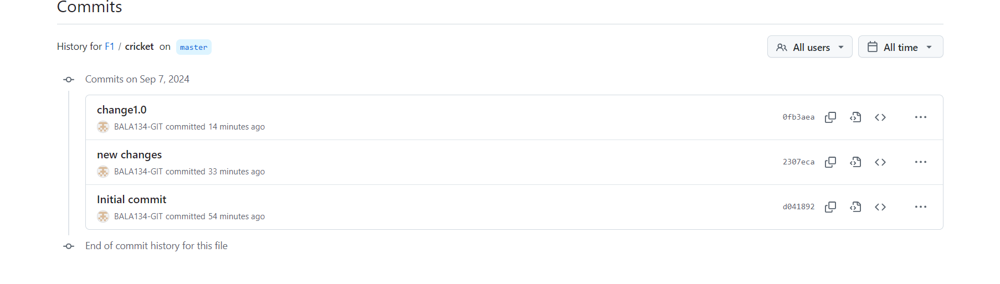 Commits
History for F1 / cricket on master
All users
All time
Commits on Sep 7, 2024
change1.0
BALA134-GIT committed 14 minutes ago
0fb3aea
new changes
BALA134-GIT committed 33 minutes ago
2307eca
Initial commit
BALA134-GIT committed 54 minutes ago
d041892
End of commit history for this file